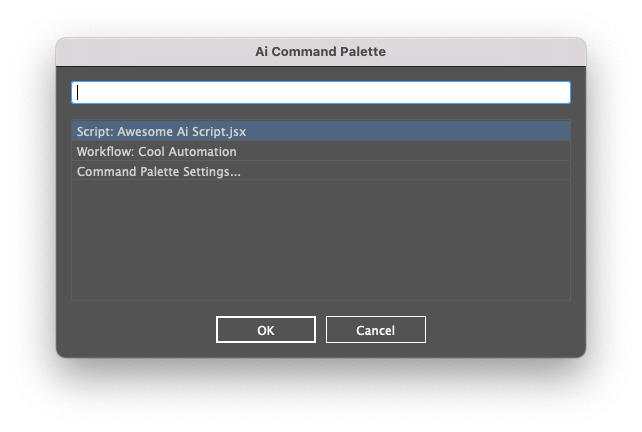 Ai Command Palette
Script: Awesome Ai Script.jsx
Workflow: Cool Automation
Command Palette Settings...
OK
Cancel